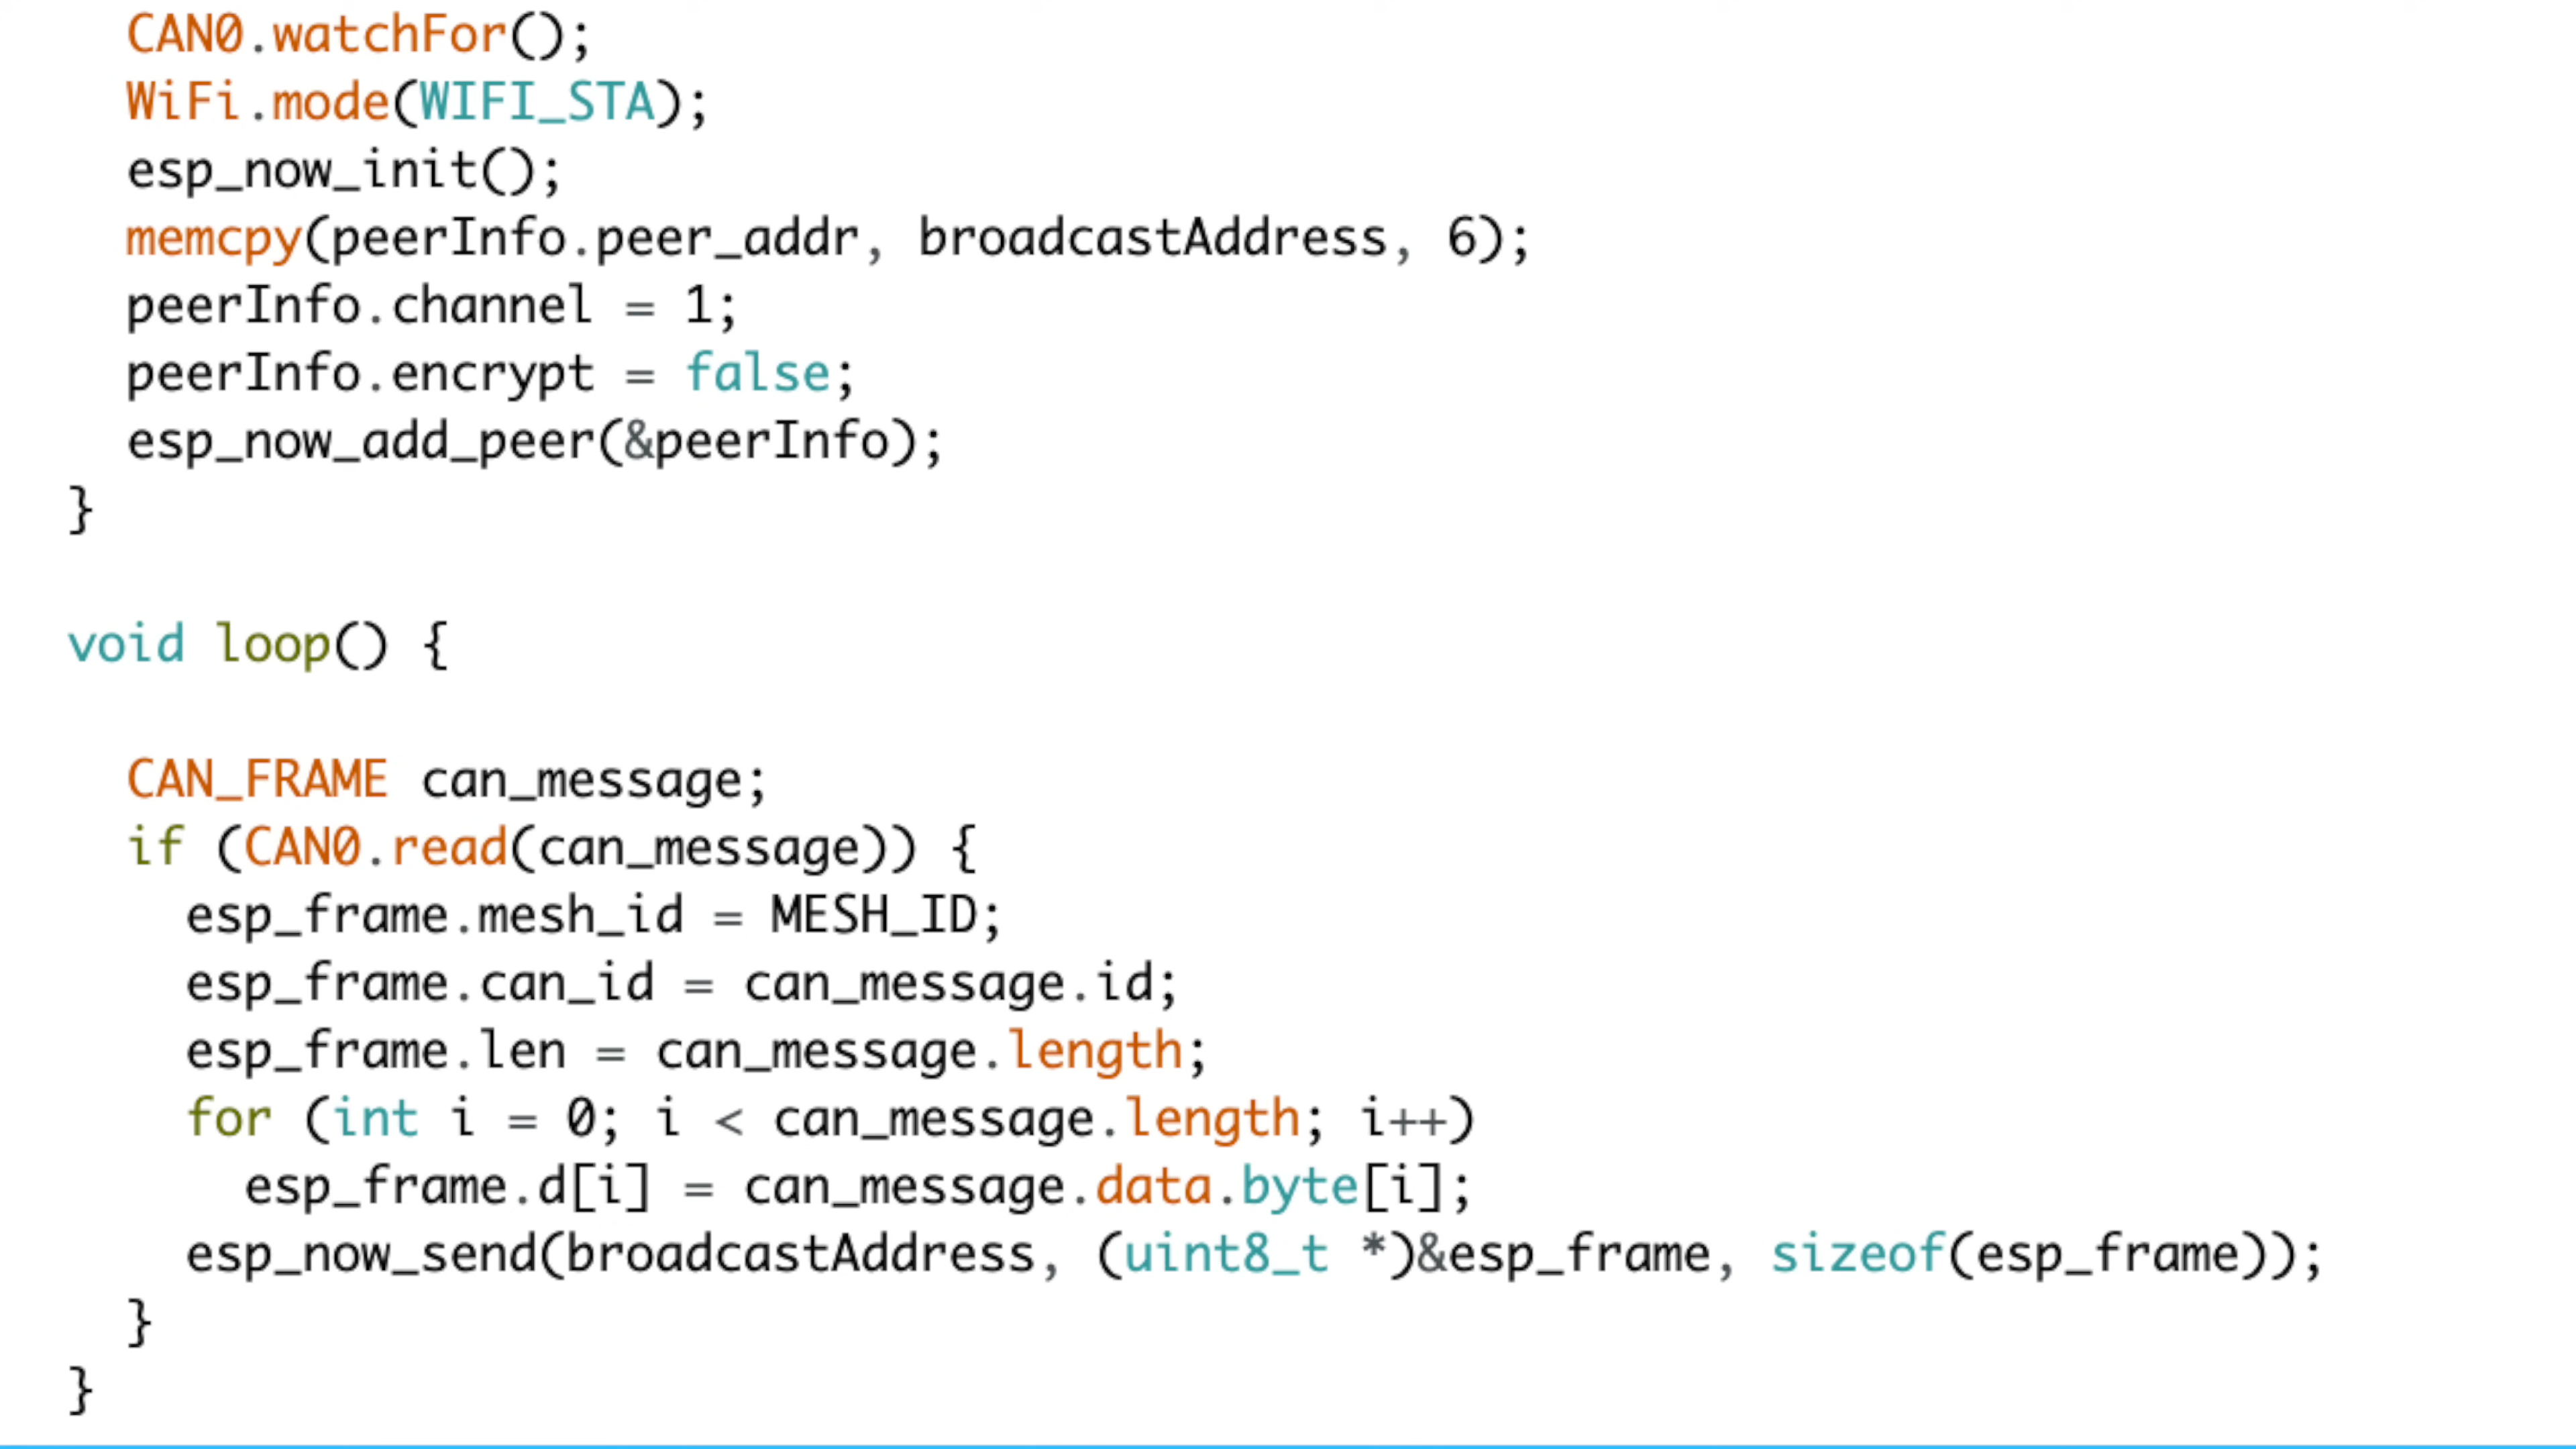 CAN0.watchFor();
WiFi.mode(WIFI_STA);
esp_now_init();
memcpy(peerInfo.peer_addr, broadcastAddress, 6);
peerInfo.channel = 1;
peerInfo.encrypt = false;
esp_now_add_peer(&peerInfo);
}
void loop() {
CAN_FRAME can_message;
if (CAN0.read(can_message)) {
esp_frame.mesh_id = MESH_ID;
esp_frame.can_id = can_message.id;
esp_frame.len = can_message.length;
for (int i = 0; i < can_message.length; i++)
esp_frame.d[i] = can_message.data.byte[i];
esp_now_send(broadcastAddress, (uint8_t *)&esp_frame, sizeof(esp_frame));
}
}